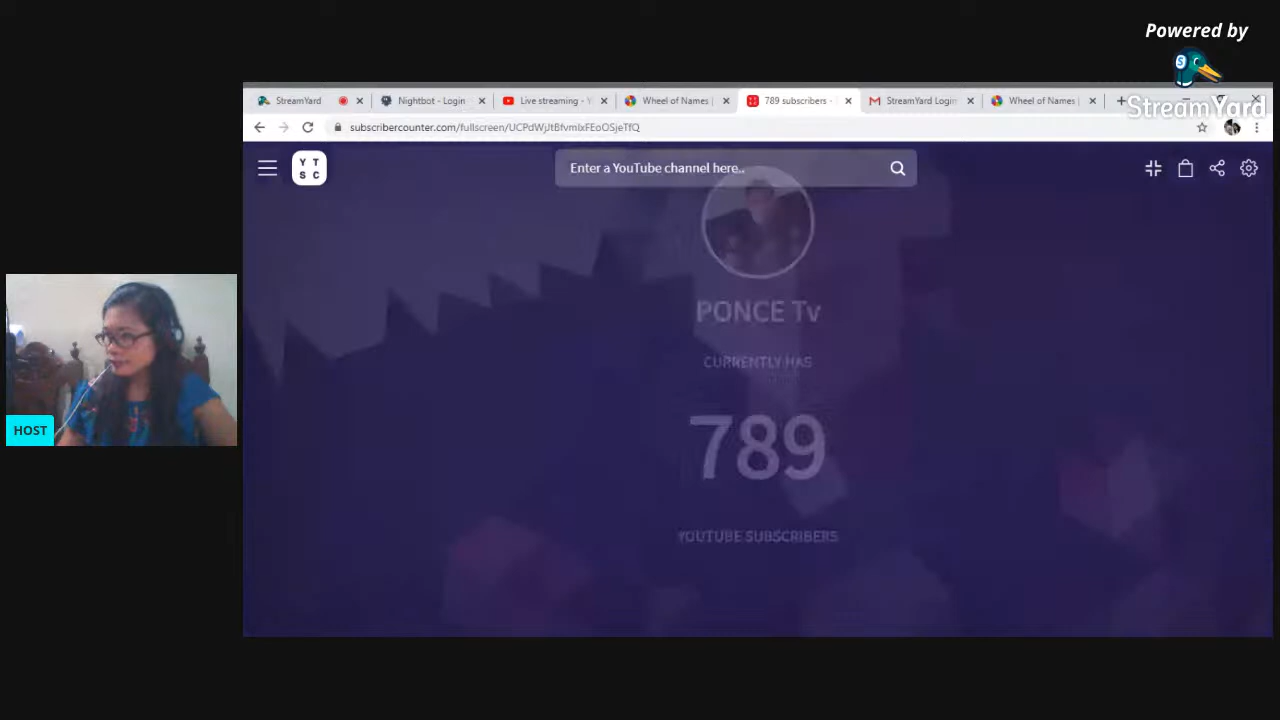 Powered by
StreamYard
StreamYard
Nightbot - Login
Live streaming - Y
Wheel of Names |
789 subscribers -
StreamYard Login
Wheel of Names |
subscribercounter.com/fullscreen/UCPdWjJtBfvmIxFEoOSjeTfQ
Y T
S C
Enter a YouTube channel here..
PONCE Tv
CURRENTLY HAS
789
YOUTUBE SUBSCRIBERS
HOST